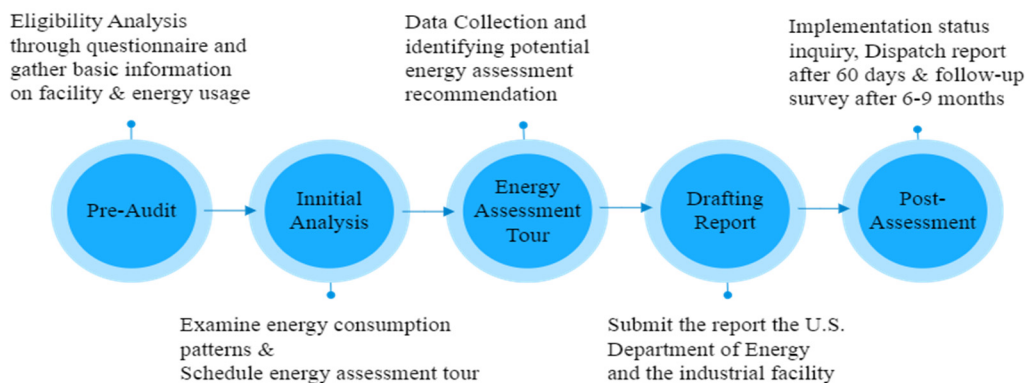 Eligibility Analysis
through questionnaire and
gather basic information
on facility & energy usage
Data Collection and
identifying potential
energy assessment
recommendation
Implementation status
inquiry, Dispatch report
after 60 days & follow-up
survey after 6-9 months
Pre-Audit
Innitial
Analysis
Energy
Assessment
Tour
Drafting
Report
Post-
Assessment
Examine energy consumption
patterns &
Schedule energy assessment tour
Submit the report the U.S.
Department of Energy
and the industrial facility